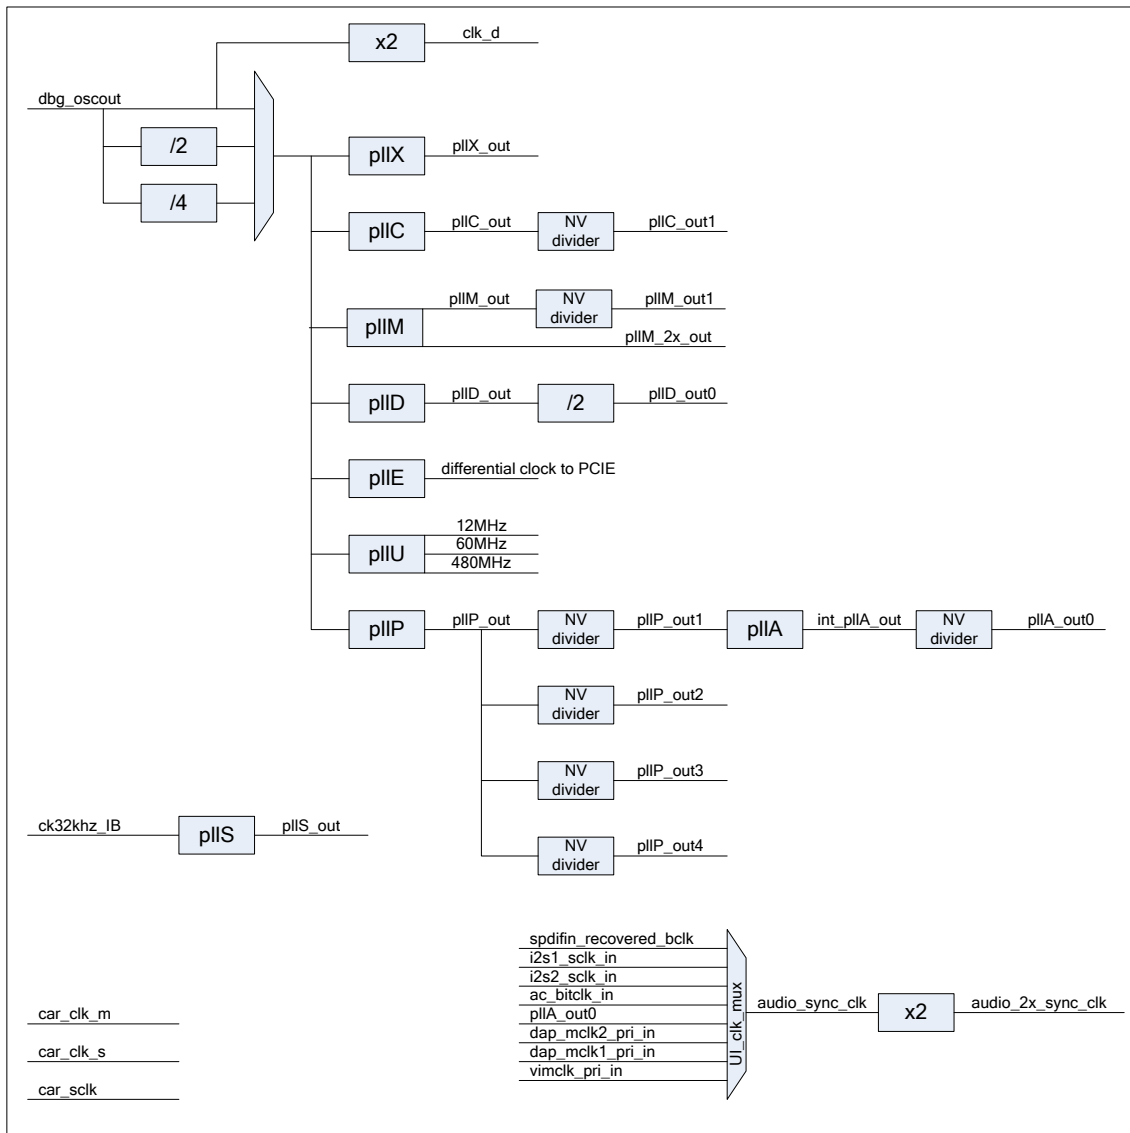 x2
clk_d
dbg_oscout
/2
pllX
pllX_out
/4
pllC
pllC_out
NV
divider
pllC_out1
pllM
pllM_out
NV
divider
pllM_out1
pllM_2x_out
pllD
pllD_out
/2
pllD_out0
pllE
differential clock to PCIE
pllU
12MHz
60MHz
480MHz
pllP
pllP_out
NV
divider
pllP_out1
pllA
int_pllA_out
NV
divider
pllA_out0
NV
divider
pllP_out2
NV
divider
pllP_out3
ck32khz_IB
pllS
pllS_out
NV
divider
pllP_out4
spdifin_recovered_bclk
i2s1_sclk_in
i2s2_sclk_in
ac_bitclk_in
pllA_out0
dap_mclk2_pri_in
dap_mclk1_pri_in
vimclk_pri_in
UI_clk_mux
audio_sync_clk
x2
audio_2x_sync_clk
car_clk_m
car_clk_s
car_sclk